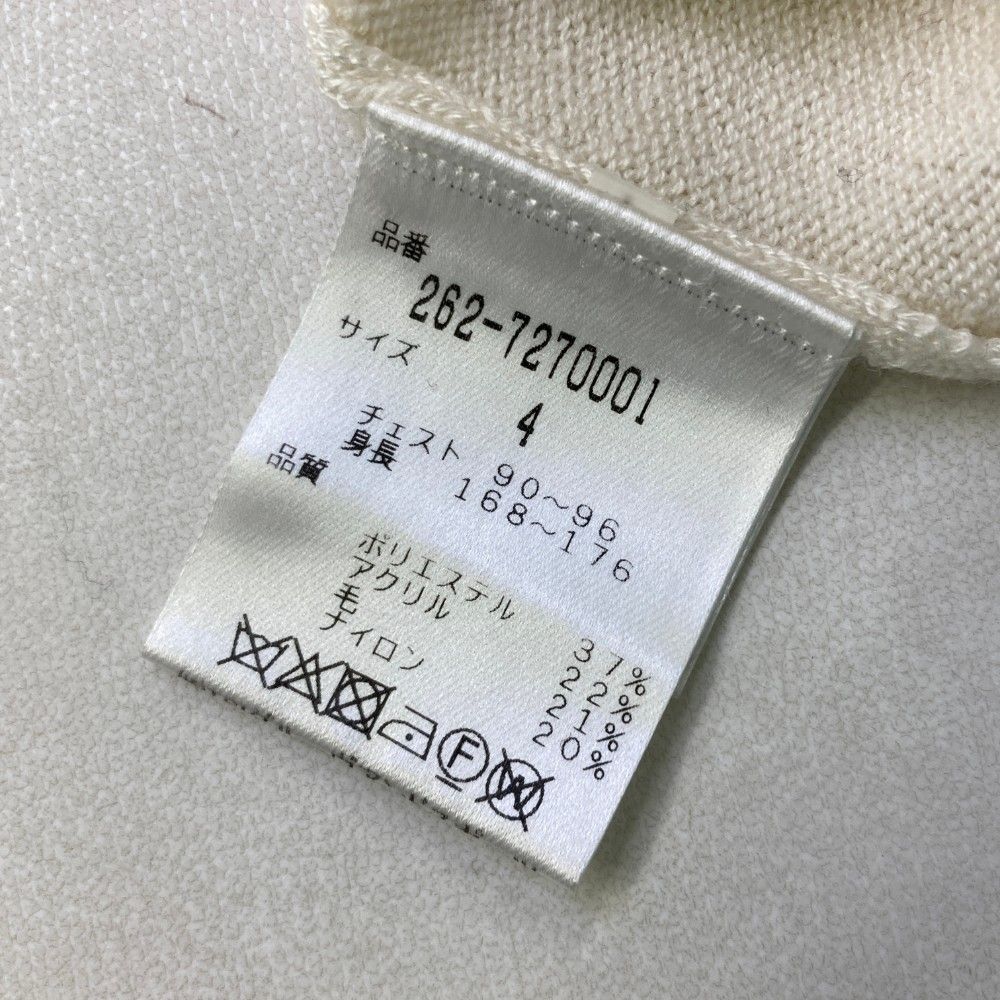 品番
262-7270001
サイズ
4
チェスト 90~96
身長 168~176
品質
ポリエステル 37%
アクリル 22%
毛 21%
ナイロン 20%
F
W